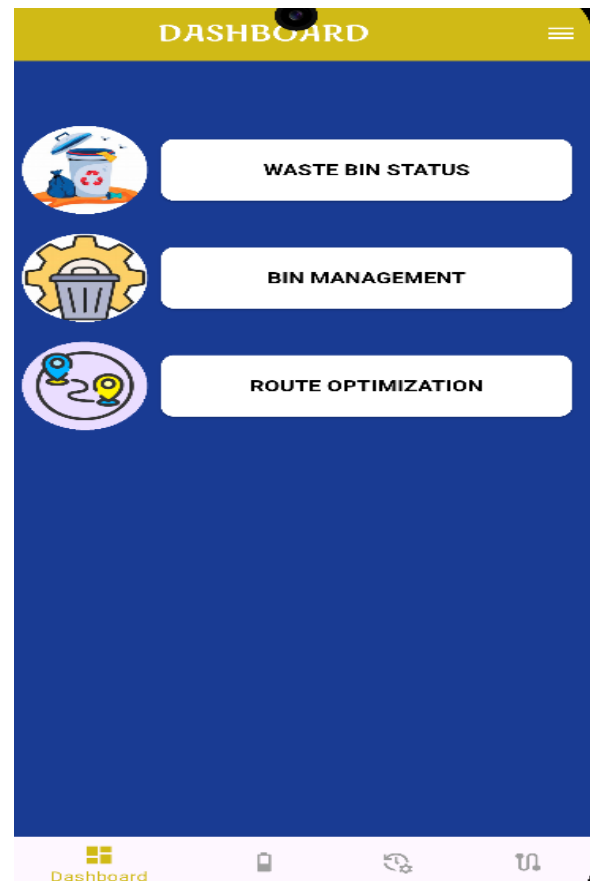 DASHBOARD
WASTE BIN STATUS
BIN MANAGEMENT
ROUTE OPTIMIZATION
Dashboard